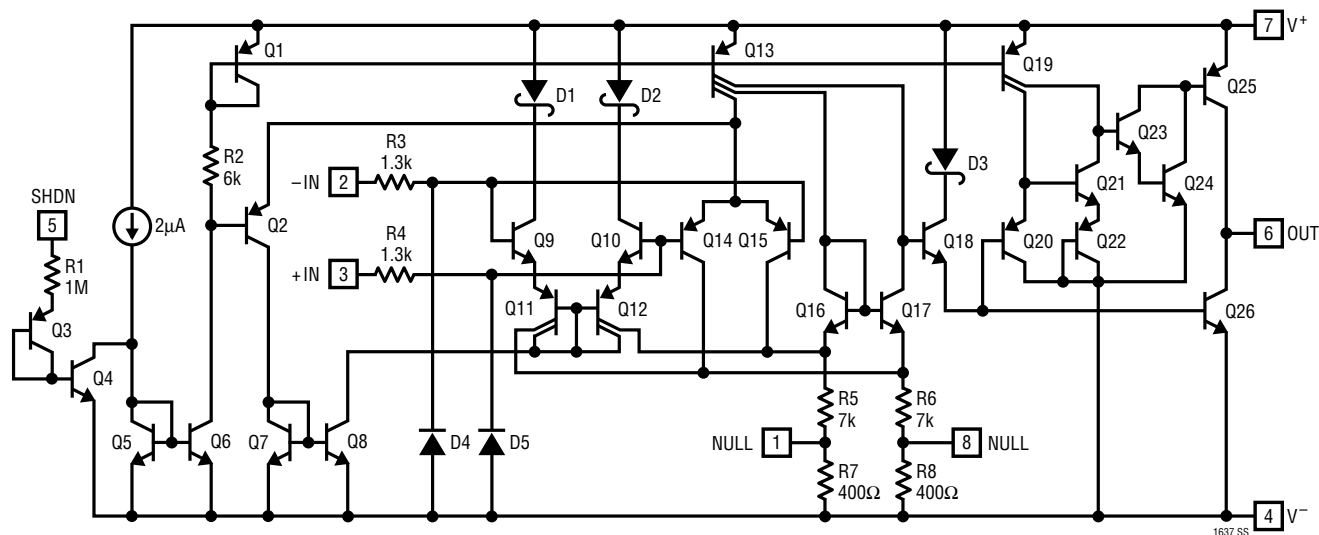 7 V+
Q1
Q13
Q19
Q25
D1
D2
Q23
R3
1.3k
R2
6k
D3
−IN 2
Q21
Q24
SHDN
5
2µA
Q2
Q9
Q10
Q14
Q15
Q18
Q20
Q22
6 OUT
R4
1.3k
+IN 3
R1
1M
Q11
Q12
Q16
Q17
Q26
Q3
Q4
R5
7k
R6
7k
Q5
Q6
Q7
Q8
D4
D5
NULL 1
8 NULL
R7
400Ω
R8
400Ω
4 V−
1637 SS